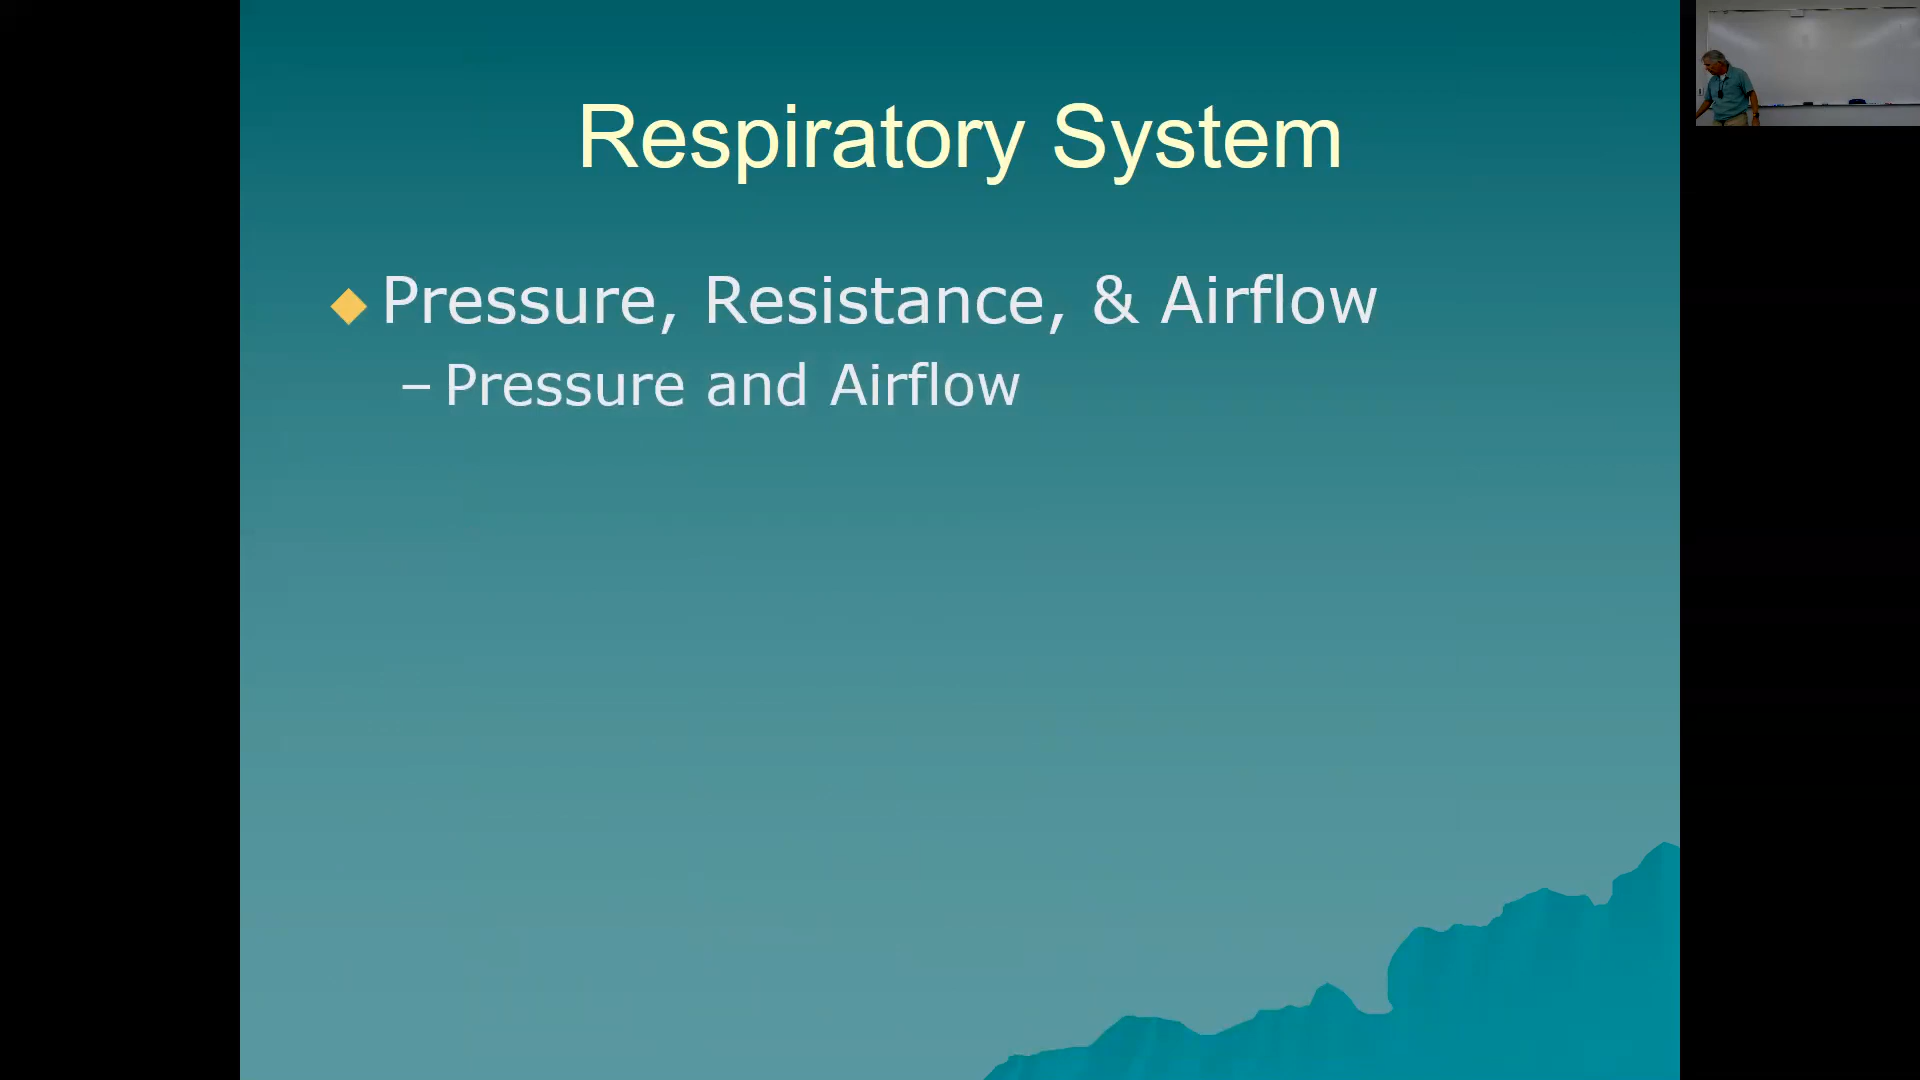 Respiratory System
Pressure, Resistance, & Airflow
– Pressure and Airflow